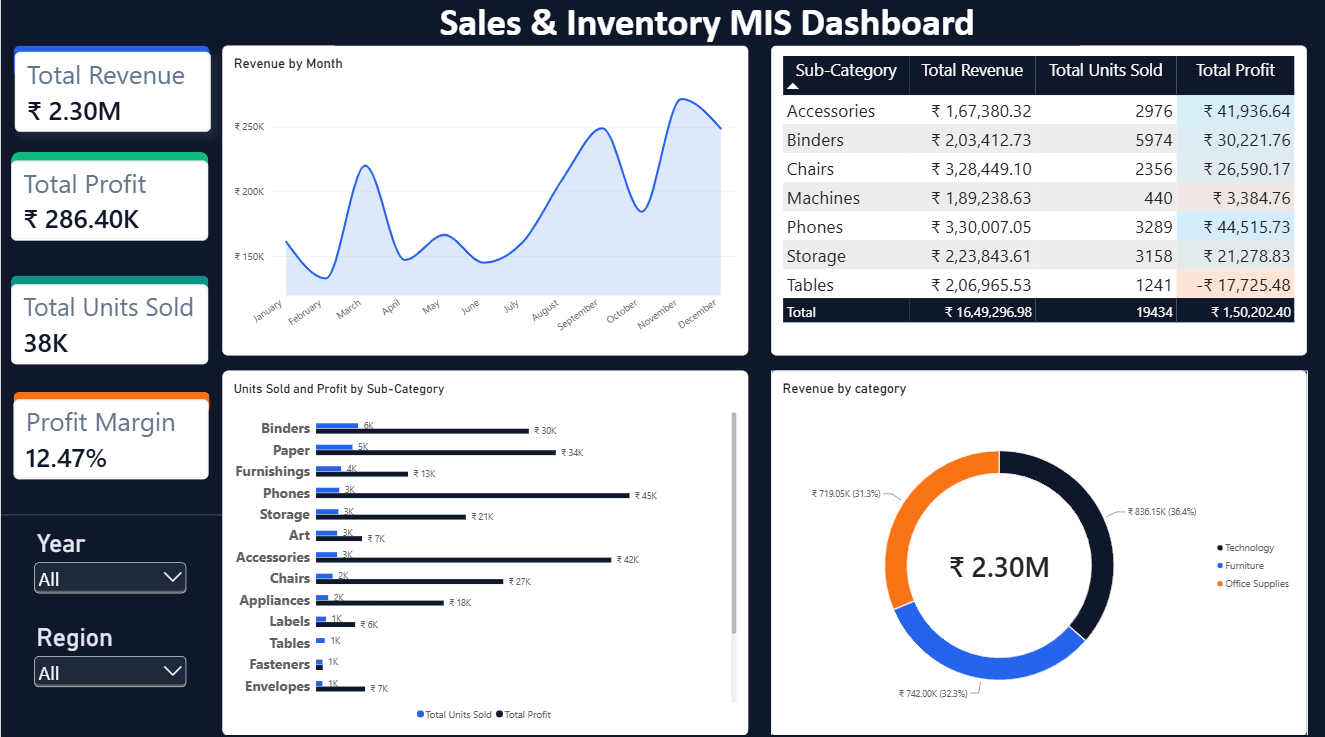 Sales & Inventory MIS Dashboard
Total Revenue
₹ 2.30M
Total Profit
₹ 286.40K
Total Units Sold
38K
Profit Margin
12.47%
Year
All
Region
All
Revenue by Month
₹ 250K
₹ 200K
₹ 150K
January February March April May June July August September October November December
Sub-Category Total Revenue Total Units Sold Total Profit
Accessories ₹ 1,67,380.32 2976 ₹ 41,936.64
Binders ₹ 2,03,412.73 5974 ₹ 30,221.76
Chairs ₹ 3,28,449.10 2356 ₹ 26,590.17
Machines ₹ 1,89,238.63 440 ₹ 3,384.76
Phones ₹ 3,30,007.05 3289 ₹ 44,515.73
Storage ₹ 2,23,843.61 3158 ₹ 21,278.83
Tables ₹ 2,06,965.53 1241 -₹ 17,725.48
Total ₹ 16,49,296.98 19434 ₹ 1,50,202.40
Units Sold and Profit by Sub-Category
Binders 6K ₹ 30K
Paper 5K ₹ 34K
Furnishings 4K ₹ 13K
Phones 3K ₹ 45K
Storage 3K ₹ 21K
Art 3K ₹ 7K
Accessories 3K ₹ 42K
Chairs 2K ₹ 27K
Appliances 2K ₹ 18K
Labels 1K ₹ 6K
Tables 1K
Fasteners 1K
Envelopes 1K ₹ 7K
Total Units Sold Total Profit
Revenue by category
₹ 719.05K (31.3%)
₹ 836.15K (36.4%)
₹ 2.30M
Technology
Furniture
Office Supplies
₹ 742.00K (32.3%)